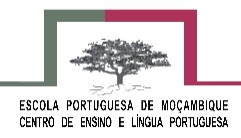 ESCOLA PORTUGUESA DE MOÇAMBIQUE
CENTRO DE ENSINO E LÍNGUA PORTUGUESA